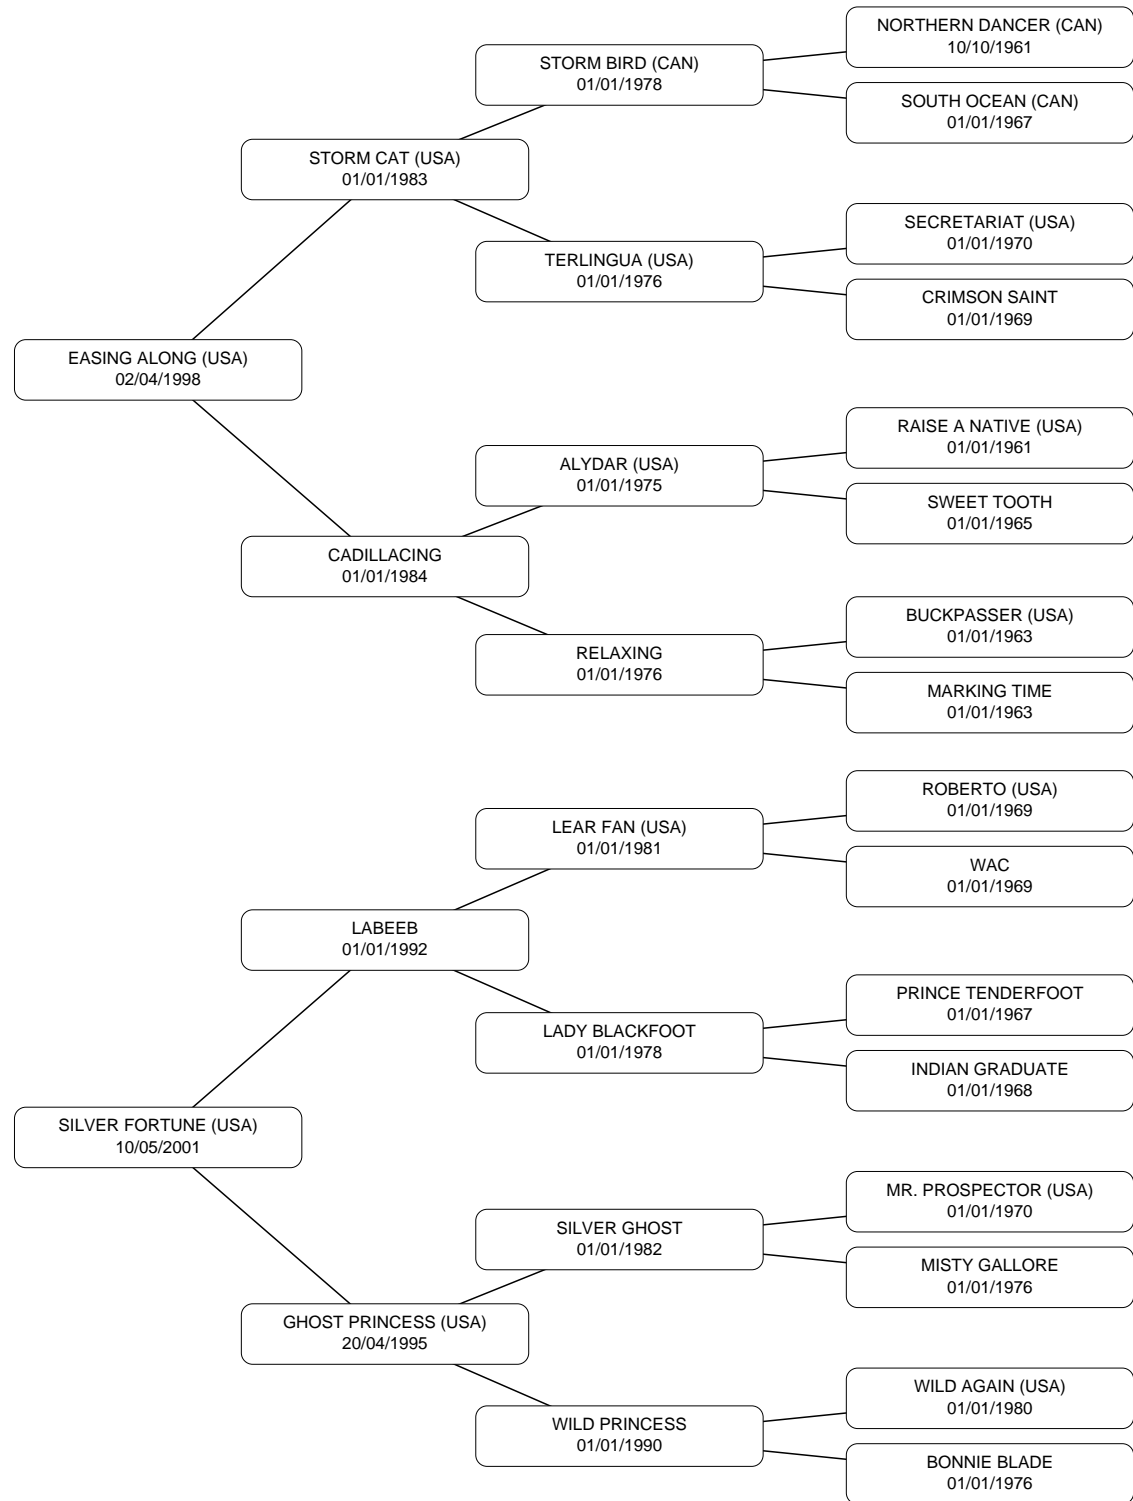 NORTHERN DANCER (CAN)
10/10/1961
STORM BIRD (CAN)
01/01/1978
SOUTH OCEAN (CAN)
01/01/1967
STORM CAT (USA)
01/01/1983
SECRETARIAT (USA)
01/01/1970
TERLINGUA (USA)
01/01/1976
CRIMSON SAINT
01/01/1969
EASING ALONG (USA)
02/04/1998
RAISE A NATIVE (USA)
01/01/1961
ALYDAR (USA)
01/01/1975
SWEET TOOTH
01/01/1965
CADILLACING
01/01/1984
BUCKPASSER (USA)
01/01/1963
RELAXING
01/01/1976
MARKING TIME
01/01/1963
ROBERTO (USA)
01/01/1969
LEAR FAN (USA)
01/01/1981
WAC
01/01/1969
LABEEB
01/01/1992
PRINCE TENDERFOOT
01/01/1967
LADY BLACKFOOT
01/01/1978
INDIAN GRADUATE
01/01/1968
SILVER FORTUNE (USA)
10/05/2001
MR. PROSPECTOR (USA)
01/01/1970
SILVER GHOST
01/01/1982
MISTY GALLORE
01/01/1976
GHOST PRINCESS (USA)
20/04/1995
WILD AGAIN (USA)
01/01/1980
WILD PRINCESS
01/01/1990
BONNIE BLADE
01/01/1976